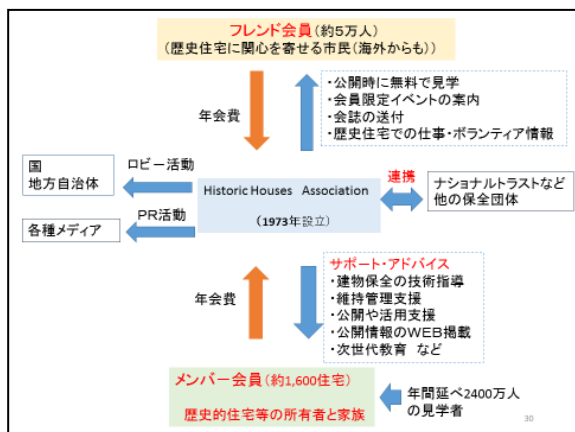 フレンド会員(約5万人)
(歴史住宅に関心を寄せる市民(海外からも))
年会費
・公開時に無料で見学
・会員限定イベントの案内
・会誌の送付
・歴史住宅での仕事・ボランティア情報
国
地方自治体
ロビー活動
各種メディア
PR活動
Historic Houses Association
(1973年設立)
連携
ナショナルトラストなど
他の保全団体
年会費
サポート・アドバイス
・建物保全の技術指導
・維持管理支援
・公開や活用支援
・公開情報のWEB掲載
・次世代教育 など
メンバー会員(約1,600住宅)
歴史的住宅等の所有者と家族
年間延べ2400万人
の見学者
30